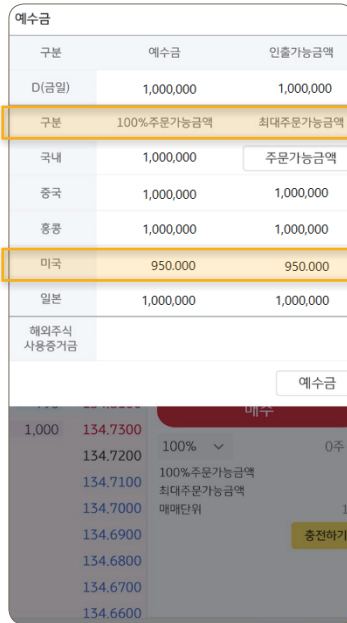 예수금
구분 예수금 인출가능금액
D(금일) 1,000,000 1,000,000
구분 100%주문가능금액 최대주문가능금액
국내 1,000,000 주문가능금액
중국 1,000,000 1,000,000
홍콩 1,000,000 1,000,000
미국 950.000 950.000
일본 1,000,000 1,000,000
해외주식
사용증거금
예수금
매수
1,000 134.7300
134.7200
100% 0주
134.7100 100%주문가능금액
최대주문가능금액
134.7000 매매단위 1
134.6900 충전하기
134.6800
134.6700
134.6600